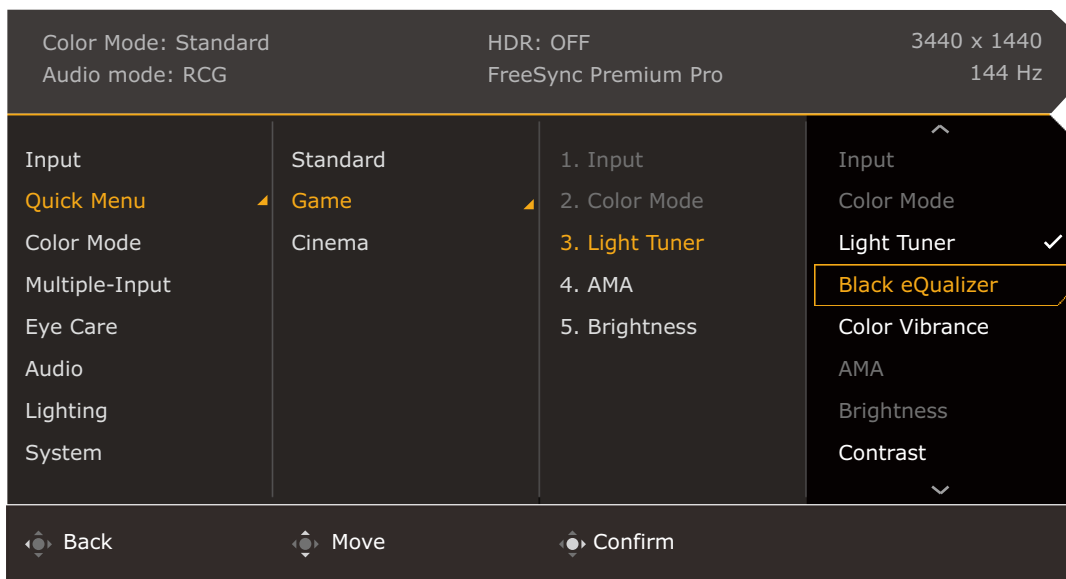 Color Mode: Standard
Audio mode: RCG
HDR: OFF
FreeSync Premium Pro
3440 x 1440
144 Hz
Input
Quick Menu
Color Mode
Multiple-Input
Eye Care
Audio
Lighting
System
Standard
Game
Cinema
1. Input
2. Color Mode
3. Light Tuner
4. AMA
5. Brightness
Input
Color Mode
Light Tuner
Black eQualizer
Color Vibrance
AMA
Brightness
Contrast
Back
Move
Confirm